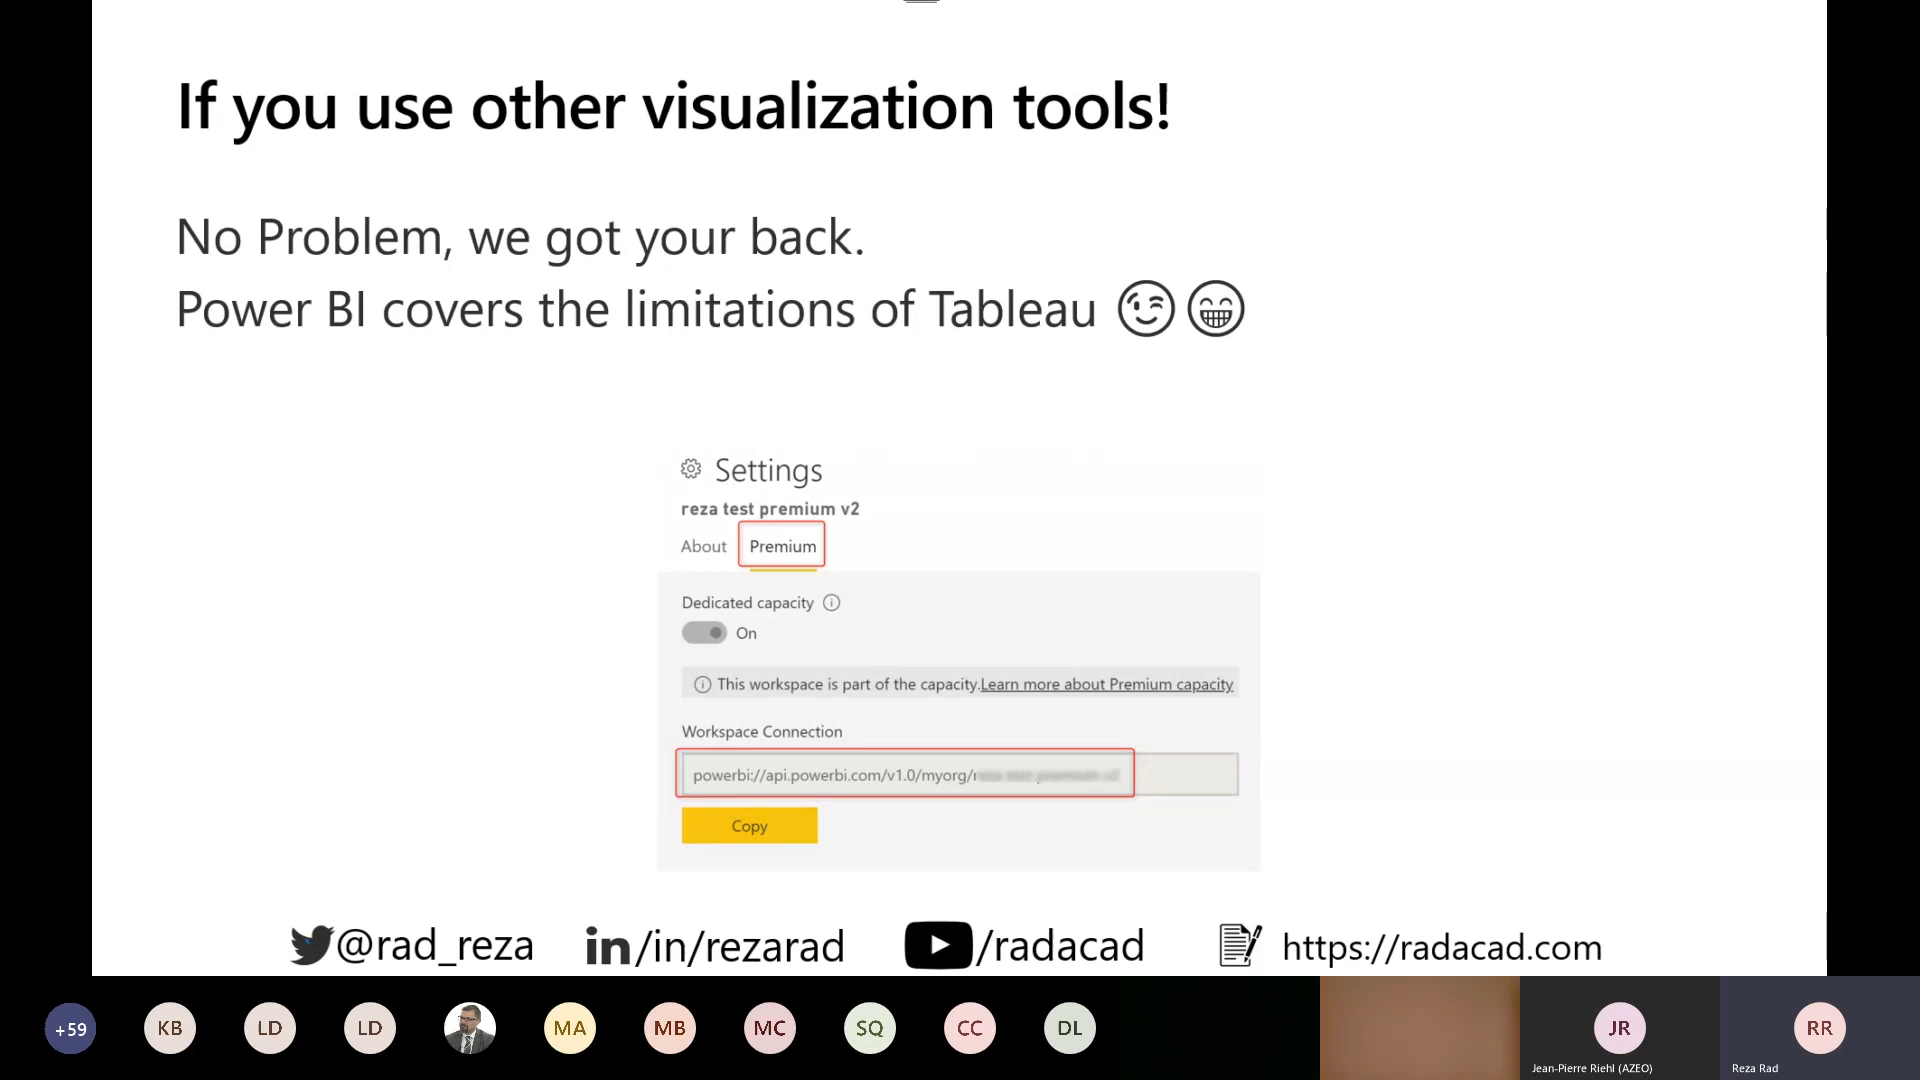 If you use other visualization tools!
No Problem, we got your back.
Power BI covers the limitations of Tableau
Settings
reza test premium v2
About Premium
Dedicated capacity
On
This workspace is part of the capacity.Learn more about Premium capacity
Workspace Connection
powerbi://api.powerbi.com/v1.0/myorg/
Copy
@rad_reza in/in/rezarad /radacad https://radacad.com
+59 KB LD LD MA MB MC SQ CC DL JR RR
Jean-Pierre Riehl (AZEO) Reza Rad